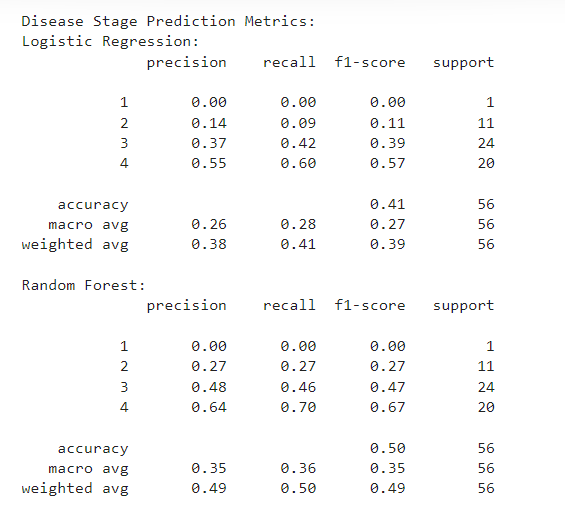 Disease Stage Prediction Metrics:
Logistic Regression:
precision recall f1-score support
1 0.00 0.00 0.00 1
2 0.14 0.09 0.11 11
3 0.37 0.42 0.39 24
4 0.55 0.60 0.57 20
accuracy 0.41 56
macro avg 0.26 0.28 0.27 56
weighted avg 0.38 0.41 0.39 56
Random Forest:
precision recall f1-score support
1 0.00 0.00 0.00 1
2 0.27 0.27 0.27 11
3 0.48 0.46 0.47 24
4 0.64 0.70 0.67 20
accuracy 0.50 56
macro avg 0.35 0.36 0.35 56
weighted avg 0.49 0.50 0.49 56